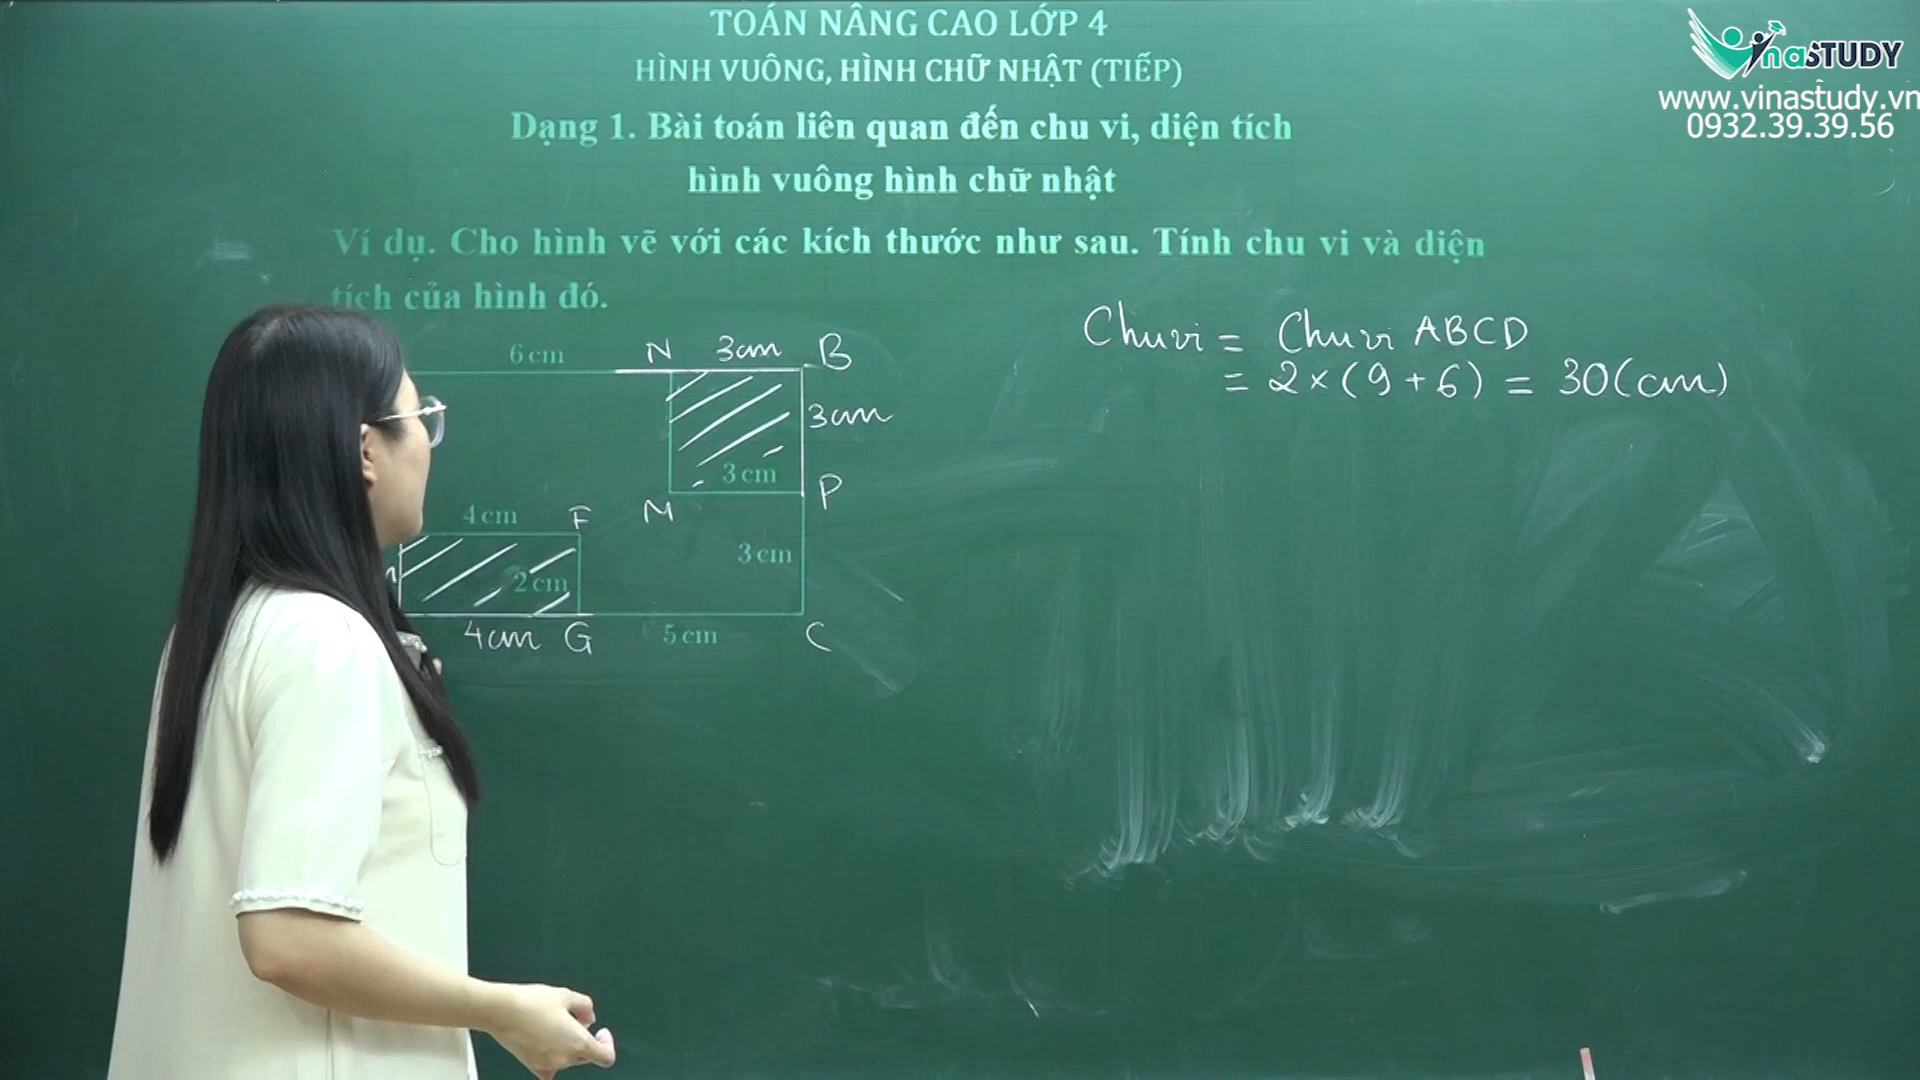 TOÁN NÂNG CAO LỚP 4
HÌNH VUÔNG, HÌNH CHỮ NHẬT (TIẾP)
Dạng 1. Bài toán liên quan đến chu vi, diện tích
hình vuông hình chữ nhật
Ví dụ. Cho hình vẽ với các kích thước như sau. Tính chu vi và diện
tích của hình đó.
VinaSTUDY
www.vinastudy.vn
0932.39.39.56
6 cm N 3cm B
3cm
3 cm P
M
4 cm F
3 cm
2 cm
4cm G 5 cm C
Chu vi = Chu vi ABCD
= 2 × (9 + 6) = 30 (cm)